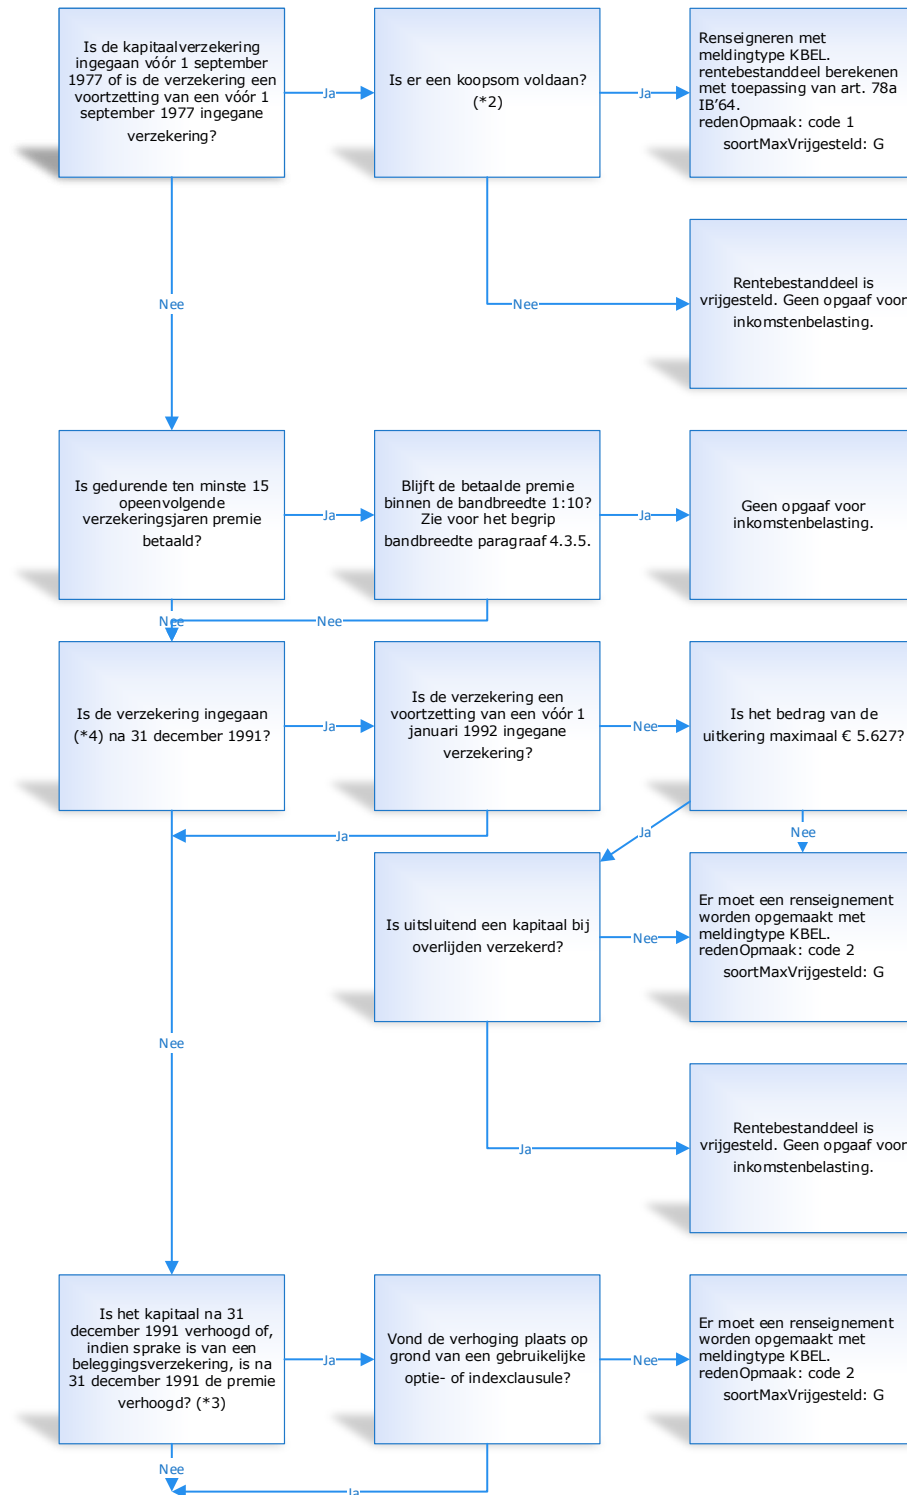 Is de kapitaalverzekering
ingegaan vóór 1 september
1977 of is de verzekering een
voortzetting van een vóór 1
september 1977 ingegane
verzekering?
Ja
Is er een koopsom voldaan?
(*2)
Ja
Renseigneren met
meldingtype KBEL.
rentebestanddeel berekenen
met toepassing van art. 78a
IB’64.
redenOpmaak: code 1
soortMaxVrijgesteld: G
Nee
Nee
Rentebestanddeel is
vrijgesteld. Geen opgaaf voor
inkomstenbelasting.
Is gedurende ten minste 15
opeenvolgende
verzekeringsjaren premie
betaald?
Ja
Blijft de betaalde premie
binnen de bandbreedte 1:10?
Zie voor het begrip
bandbreedte paragraaf 4.3.5.
Ja
Geen opgaaf voor
inkomstenbelasting.
Nee
Nee
Is de verzekering ingegaan
(*4) na 31 december 1991?
Ja
Is de verzekering een
voortzetting van een vóór 1
januari 1992 ingegane
verzekering?
Nee
Is het bedrag van de
uitkering maximaal € 5.627?
Ja
Ja
Nee
Is uitsluitend een kapitaal bij
overlijden verzekerd?
Nee
Er moet een renseignement
worden opgemaakt met
meldingtype KBEL.
redenOpmaak: code 2
soortMaxVrijgesteld: G
Nee
Ja
Rentebestanddeel is
vrijgesteld. Geen opgaaf voor
inkomstenbelasting.
Is het kapitaal na 31
december 1991 verhoogd of,
indien sprake is van een
beleggingsverzekering, is na
31 december 1991 de premie
verhoogd? (*3)
Ja
Vond de verhoging plaats op
grond van een gebruikelijke
optie- of indexclausule?
Nee
Er moet een renseignement
worden opgemaakt met
meldingtype KBEL.
redenOpmaak: code 2
soortMaxVrijgesteld: G
Nee
Ja